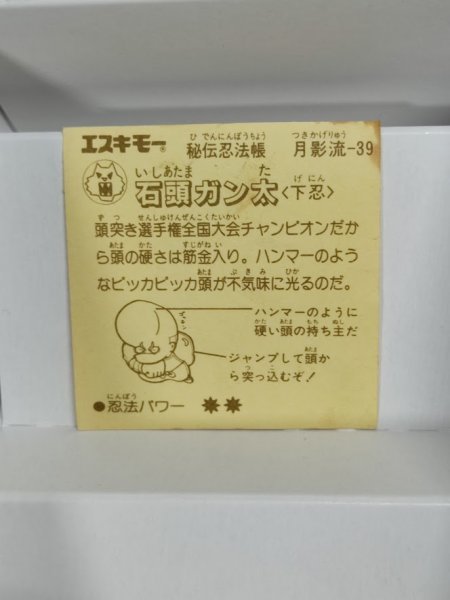 エスキモー® 秘伝忍法帳 月影流-39
石頭ガン太〈下忍〉
頭突き選手権全国大会チャンピオンだか
ら頭の硬さは筋金入り。ハンマーのよう
なピッカピッカ頭が不気味に光るのだ。
ハンマーのように
硬い頭の持ち主だ
ジャンプして頭か
ら突っ込むぞ!
●忍法パワー